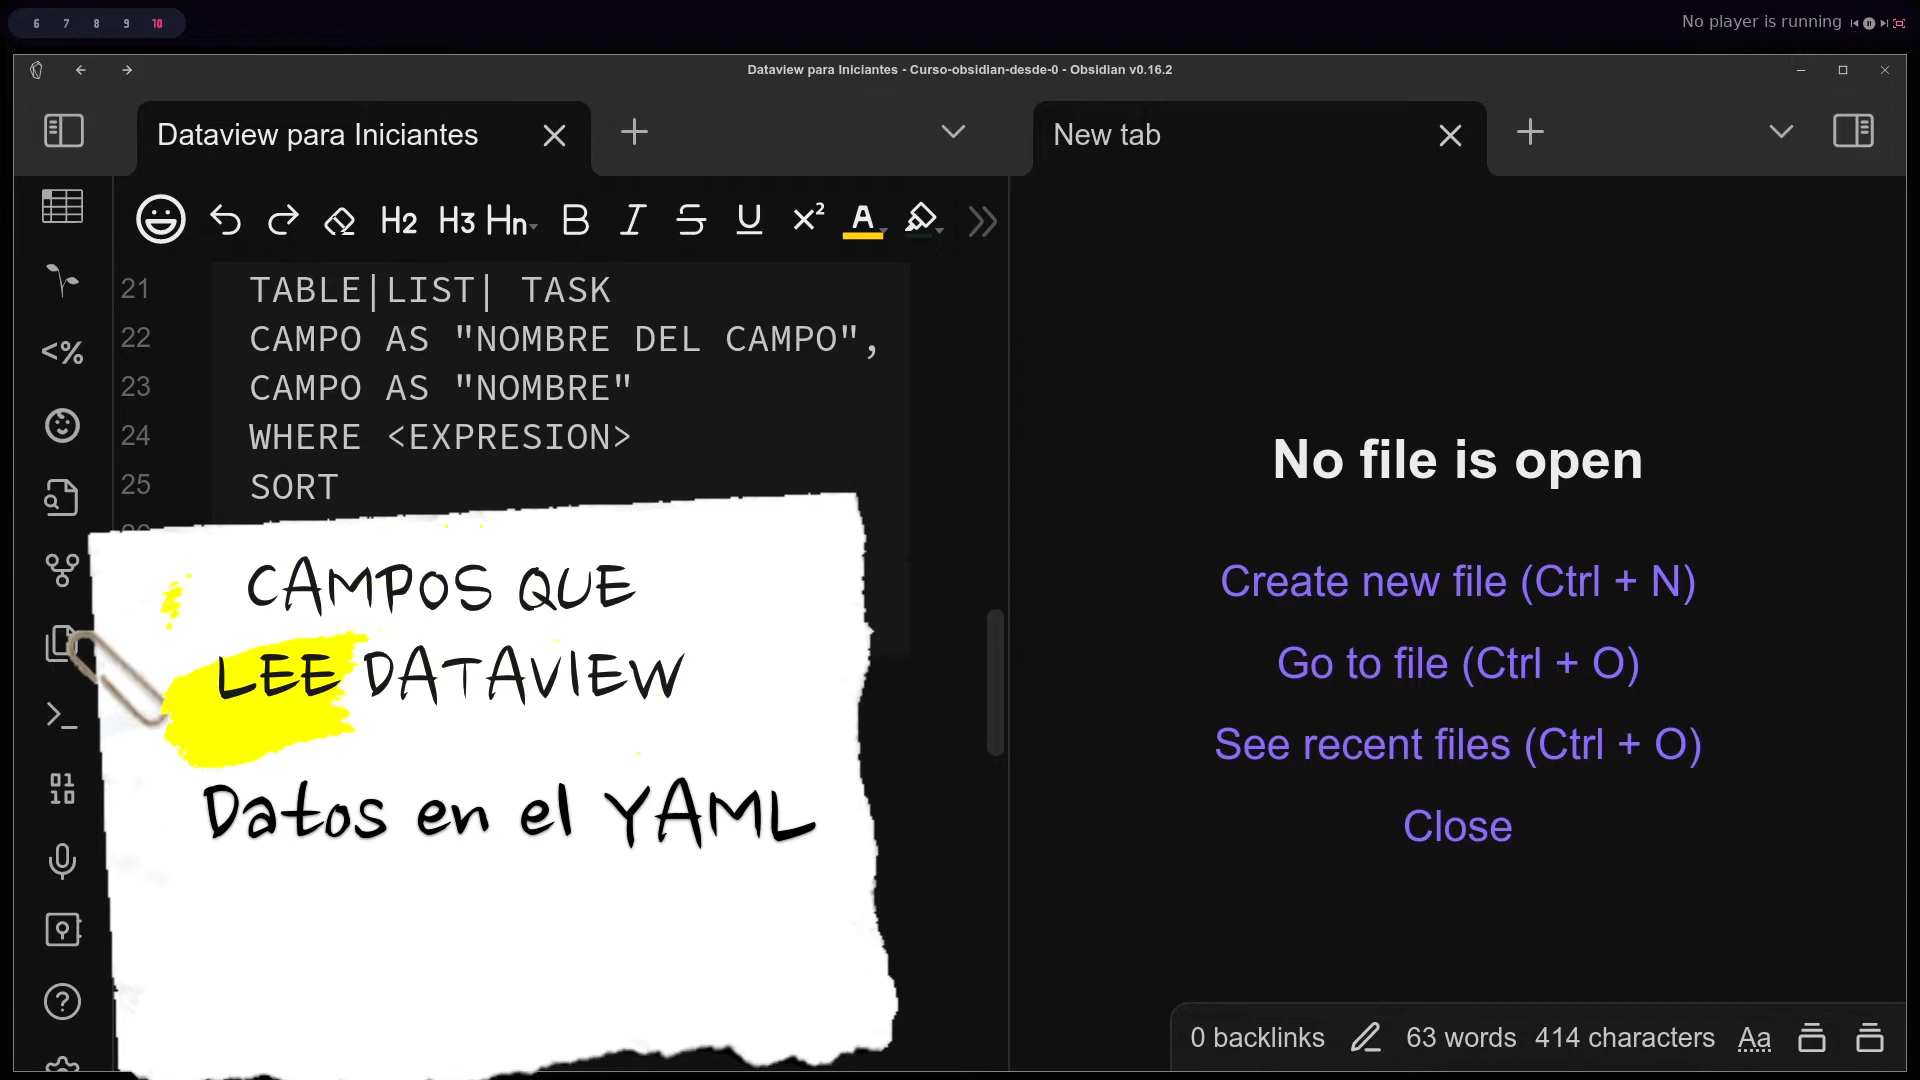 6 7 8 9 10
No player is running
Dataview para Iniciantes - Curso-obsidian-desde-0 - Obsidian v0.16.2
Dataview para Iniciantes
New tab
H2 H3 Hn B I S U X² A
21 TABLE|LIST| TASK
22 CAMPO AS "NOMBRE DEL CAMPO",
23 CAMPO AS "NOMBRE"
24 WHERE <EXPRESION>
25 SORT
<%
CAMPOS QUE
LEE DATAVIEW
Datos en el YAML
No file is open
Create new file (Ctrl + N)
Go to file (Ctrl + O)
See recent files (Ctrl + O)
Close
0 backlinks 63 words 414 characters Aa